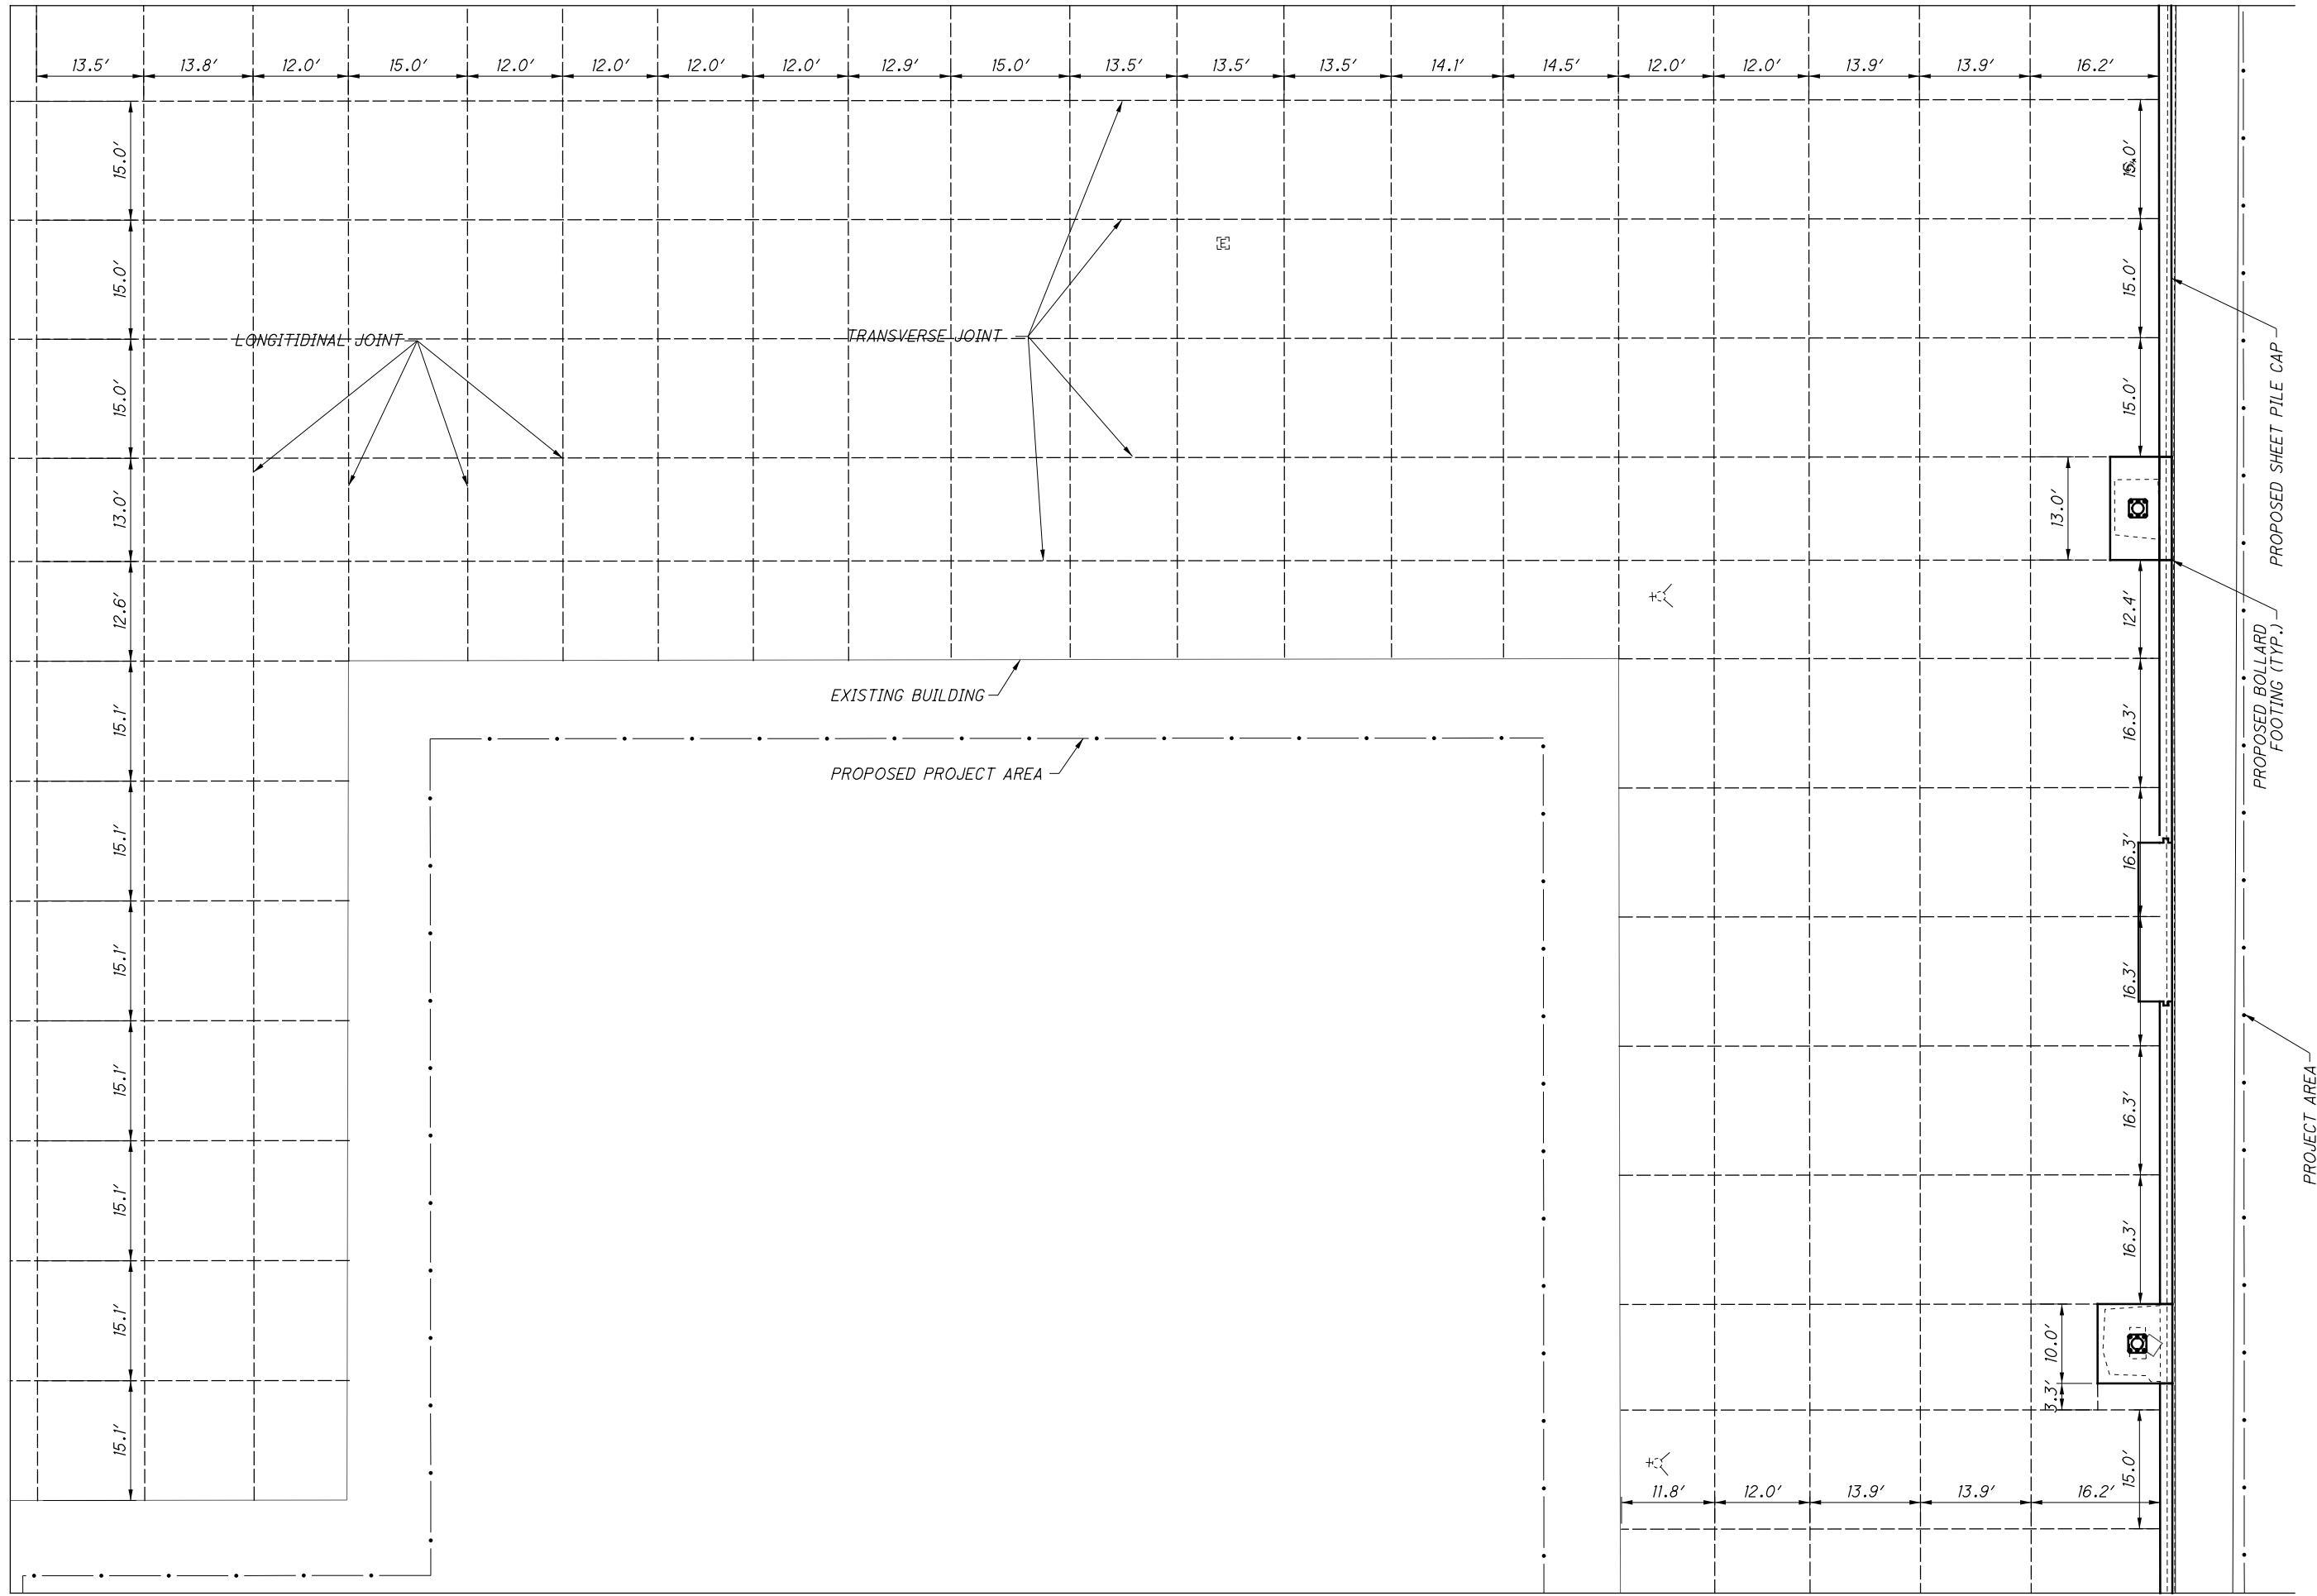 13.5' 13.8' 12.0' 15.0' 12.0' 12.0' 12.0' 12.0' 12.9' 15.0' 13.5' 13.5' 13.5' 14.1' 14.5' 12.0' 12.0' 13.9' 13.9' 16.2'
15.0'
15.0'
15.0'
13.0'
12.6'
15.1'
15.1'
15.1'
15.1'
15.1'
15.1'
15.1'
LONGITIDINAL JOINT
TRANSVERSE JOINT
[E]
EXISTING BUILDING
PROPOSED PROJECT AREA
15.0'
15.0'
13.0'
12.4'
16.3'
16.3'
16.3'
16.3'
16.3'
10.0'
3.3'
15.0'
11.8' 12.0' 13.9' 13.9' 16.2'
PROPOSED SHEET PILE CAP
PROPOSED BOLLARD
FOOTING (TYP.)
PROJECT AREA